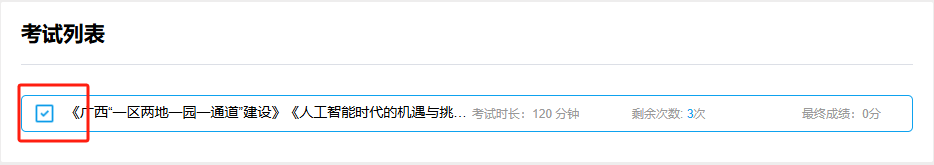 考试列表
《广西“一区两地一园一通道”建设》《人工智能时代的机遇与挑... 考试时长：120 分钟 剩余次数: 3次 最终成绩：0分